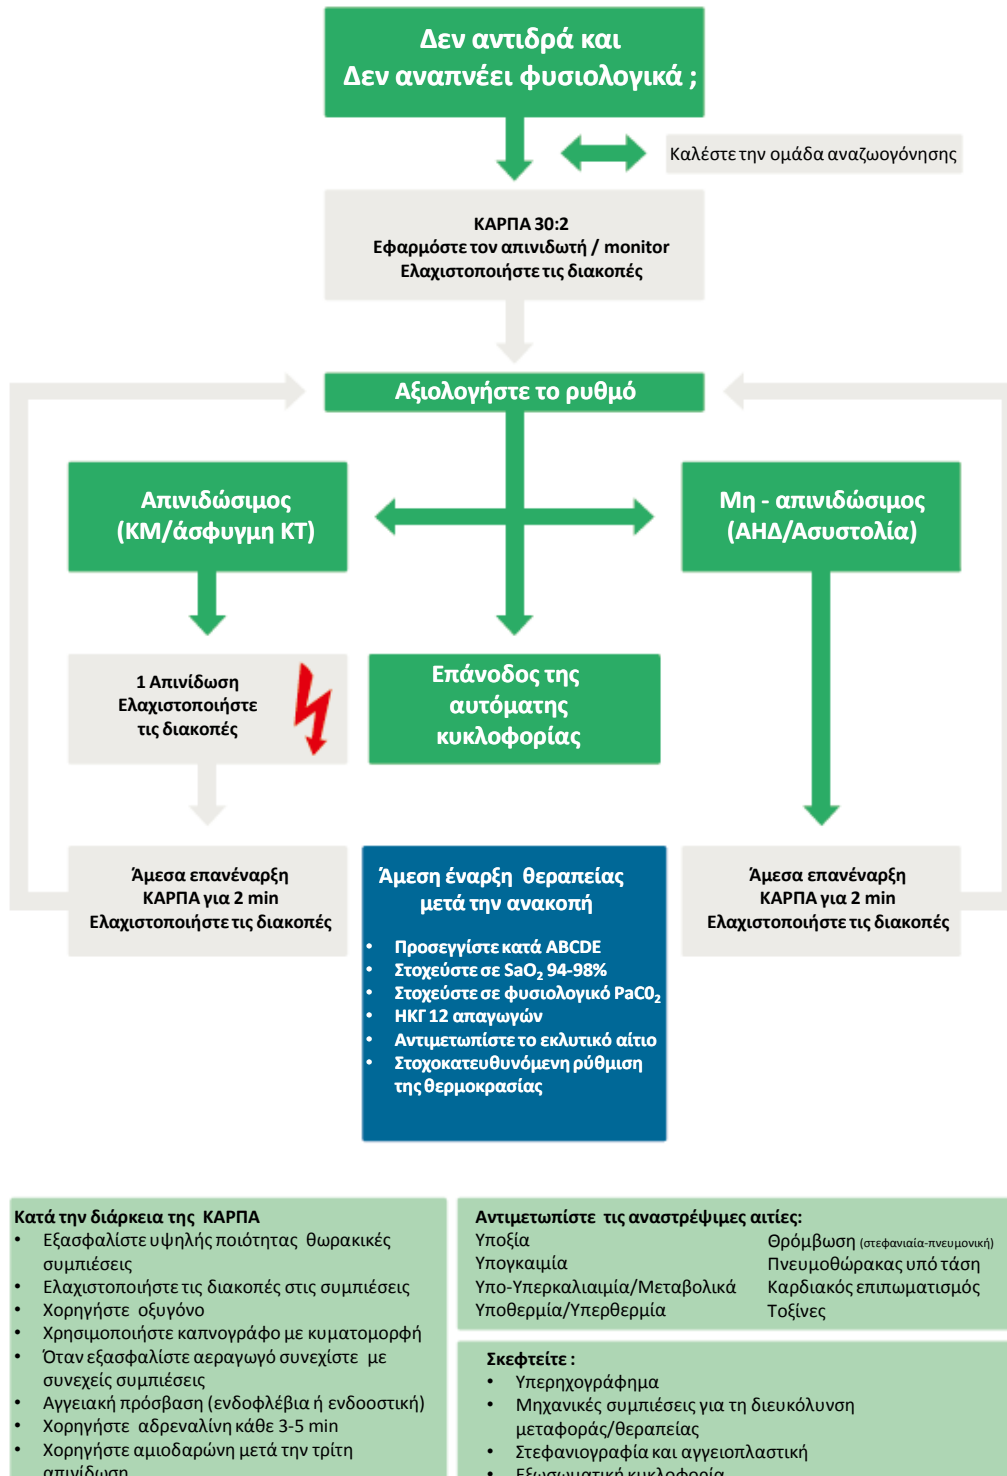 Δεν αντιδρά και
Δεν αναπνέει φυσιολογικά ;
Καλέστε την ομάδα αναζωογόνησης
ΚΑΡΠΑ 30:2
Εφαρμόστε τον απινιδωτή / monitor
Ελαχιστοποιήστε τις διακοπές
Αξιολογήστε το ρυθμό
Απινιδώσιμος
(ΚΜ/άσφυγμη ΚΤ)
Μη - απινιδώσιμος
(ΑΗΔ/Ασυστολία)
1 Απινίδωση
Ελαχιστοποιήστε
τις διακοπές
Επάνοδος της
αυτόματης
κυκλοφορίας
Άμεσα επανέναρξη
ΚΑΡΠΑ για 2 min
Ελαχιστοποιήστε τις διακοπές
Άμεση έναρξη θεραπείας
μετά την ανακοπή
• Προσεγγίστε κατά ABCDE
• Στοχεύστε σε SaO₂ 94-98%
• Στοχεύστε σε φυσιολογικό PaC0₂
• ΗΚΓ 12 απαγωγών
• Αντιμετωπίστε το εκλυτικό αίτιο
• Στοχοκατευθυνόμενη ρύθμιση
της θερμοκρασίας
Άμεσα επανέναρξη
ΚΑΡΠΑ για 2 min
Ελαχιστοποιήστε τις διακοπές
Κατά την διάρκεια της ΚΑΡΠΑ
• Εξασφαλίστε υψηλής ποιότητας θωρακικές
συμπιέσεις
• Ελαχιστοποιήστε τις διακοπές στις συμπιέσεις
• Χορηγήστε οξυγόνο
• Χρησιμοποιήστε καπνογράφο με κυματομορφή
• Όταν εξασφαλίστε αεραγωγό συνεχίστε με
συνεχείς συμπιέσεις
• Αγγειακή πρόσβαση (ενδοφλέβια ή ενδοοστική)
• Χορηγήστε αδρεναλίνη κάθε 3-5 min
• Χορηγήστε αμιοδαρώνη μετά την τρίτη
απινίδωση
Αντιμετωπίστε τις αναστρέψιμες αιτίες:
Υποξία
Υπογκαιμία
Υπο-Υπερκαλιαιμία/Μεταβολικά
Υποθερμία/Υπερθερμία
Θρόμβωση (στεφανιαία-πνευμονική)
Πνευμοθώρακας υπό τάση
Καρδιακός επιπωματισμός
Τοξίνες
Σκεφτείτε :
• Υπερηχογράφημα
• Μηχανικές συμπιέσεις για τη διευκόλυνση
μεταφοράς/θεραπείας
• Στεφανιογραφία και αγγειοπλαστική
• Εξωσωματική κυκλοφορία